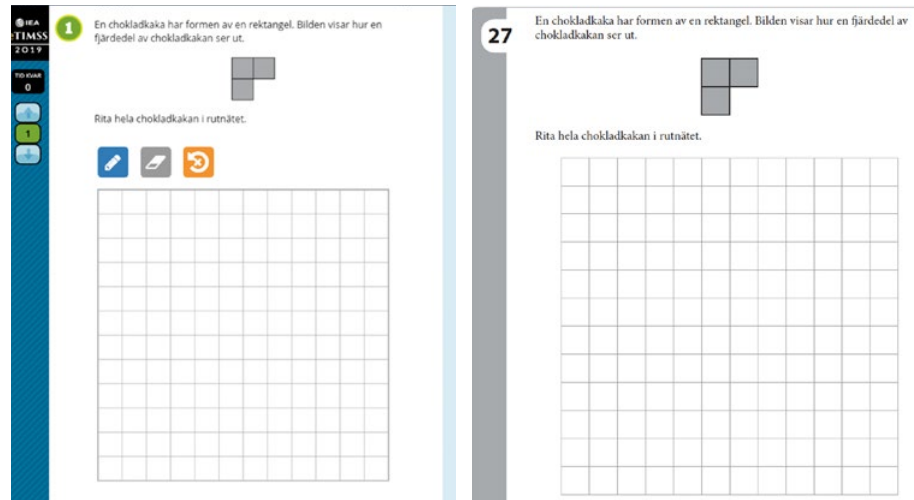 IEA
eTIMSS
2019
TID KVAR
0
1
1
En chokladkaka har formen av en rektangel. Bilden visar hur en
fjärdedel av chokladkakan ser ut.
Rita hela chokladkakan i rutnätet.
27
En chokladkaka har formen av en rektangel. Bilden visar hur en fjärdedel av
chokladkakan ser ut.
Rita hela chokladkakan i rutnätet.